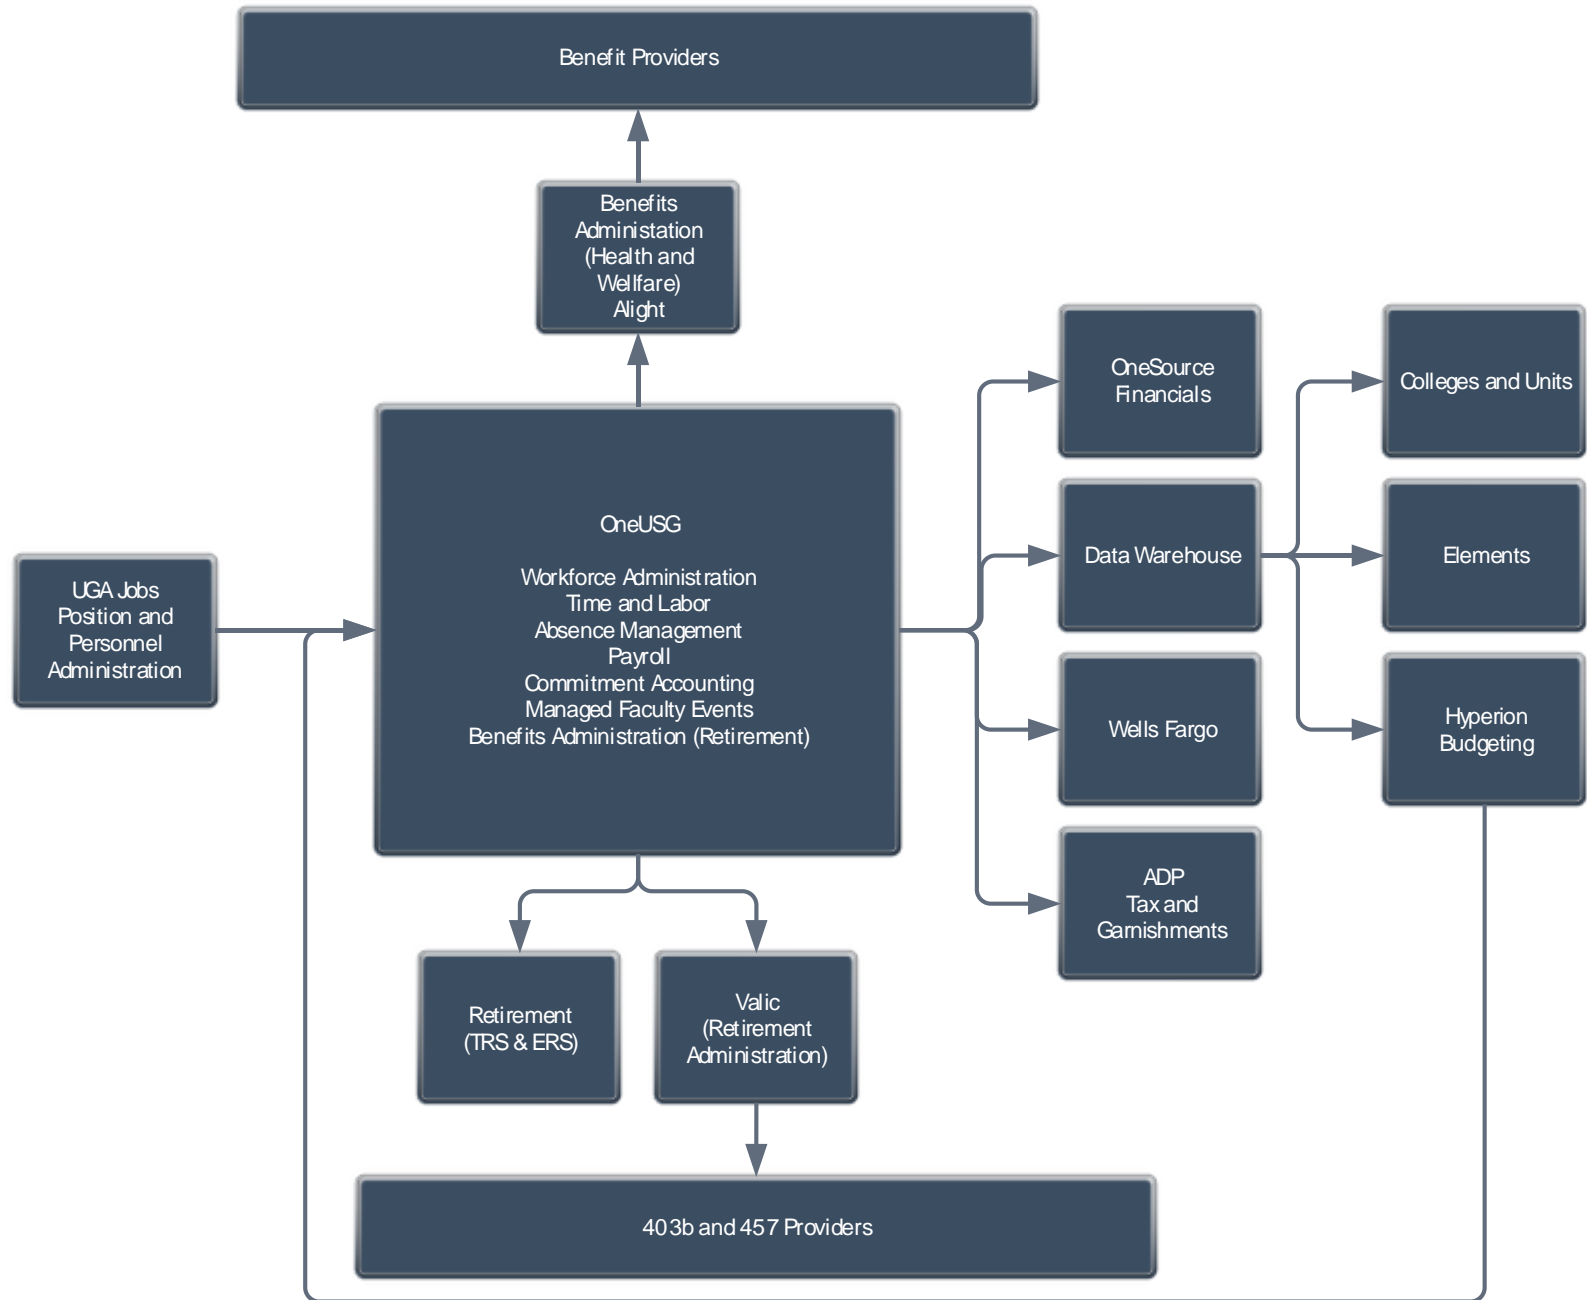 Benefit Providers
Benefits
Administation
(Health and
Wellfare)
Alight
OneSource
Financials
Colleges and Units
OneUSG
Workforce Administration
Time and Labor
Absence Management
Payroll
Commitment Accounting
Managed Faculty Events
Benefits Administration (Retirement)
Data Warehouse
Elements
UGA Jobs
Position and
Personnel
Administration
Wells Fargo
Hyperion
Budgeting
ADP
Tax and
Garnishments
Retirement
(TRS & ERS)
Valic
(Retirement
Administration)
403b and 457 Providers